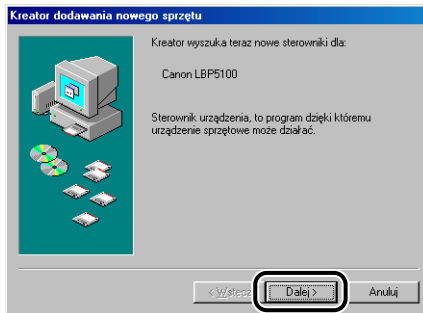 Kreator dodawania nowego sprzętu
Kreator wyszuka teraz nowe sterowniki dla:
Canon LBP5100
Sterownik urządzenia, to program dzięki któremu
urządzenie sprzętowe może działać.
< Wstecz
Dalej >
Anuluj